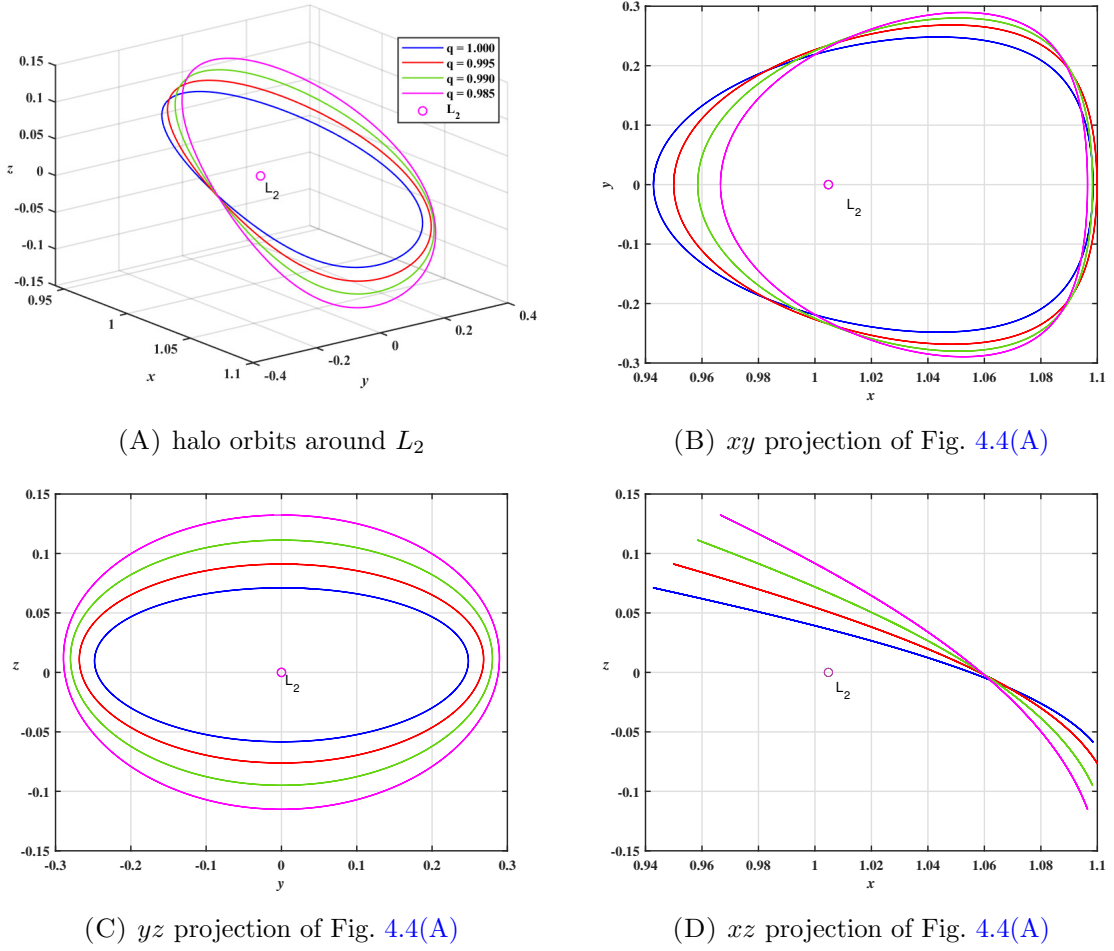 0.15
0.1
0.05
z
0
-0.05
-0.1
-0.15
0.95
1
1.05
1.1
x
-0.4
-0.2
0
0.2
0.4
y
q = 1.000
q = 0.995
q = 0.990
q = 0.985
L2
L2
(A) halo orbits around L2
0.3
0.2
0.1
y
0
-0.1
-0.2
-0.3
L2
0.94 0.96 0.98 1 1.02 1.04 1.06 1.08 1.1
x
(B) xy projection of Fig. 4.4(A)
0.15
0.1
0.05
z
0
-0.05
-0.1
-0.15
L2
-0.3 -0.2 -0.1 0 0.1 0.2 0.3
y
(C) yz projection of Fig. 4.4(A)
0.15
0.1
0.05
z
0
-0.05
-0.1
-0.15
L2
0.94 0.96 0.98 1 1.02 1.04 1.06 1.08 1.1
x
(D) xz projection of Fig. 4.4(A)